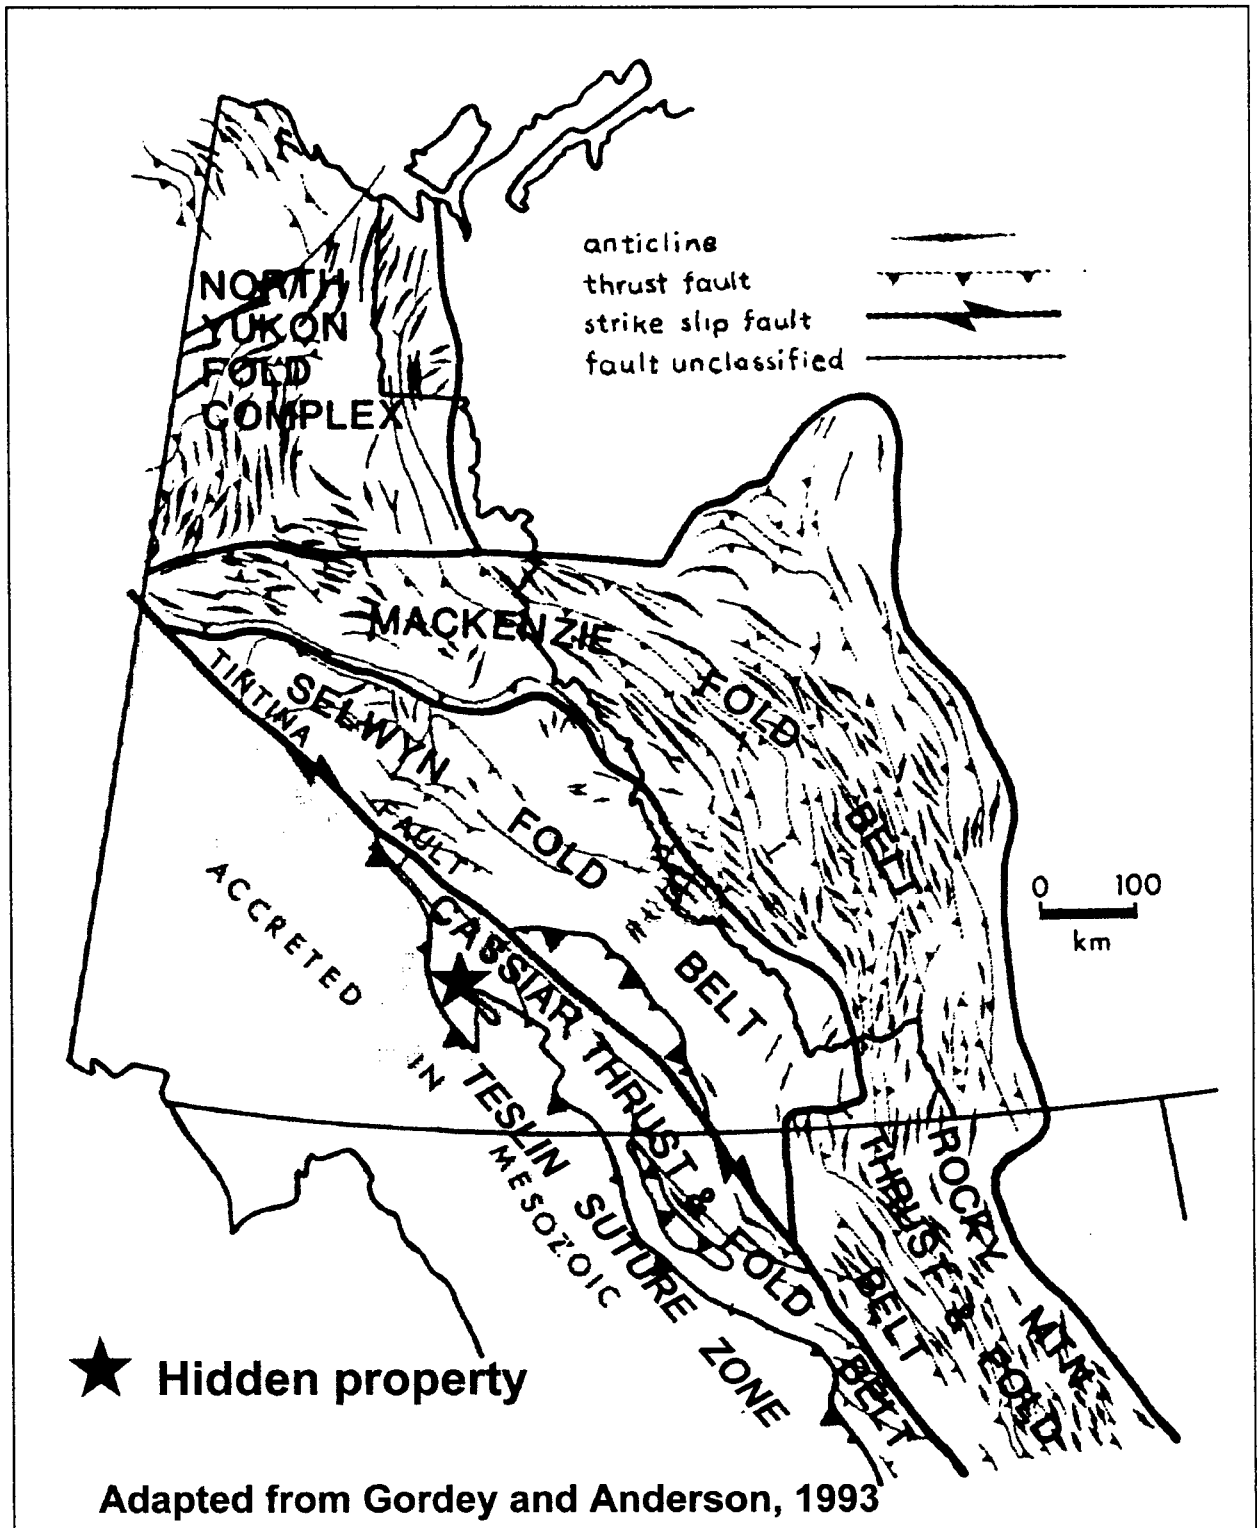 anticline
thrust fault
strike slip fault
fault unclassified
NORTH
YUKON
FOLD
COMPLEX
MACKENZIE
FOLD
BELT
TINTINA
FAULT
SELWYN
FOLD
BELT
0 100
km
ACCRETED
IN
MESOZOIC
CASSIAR THRUST & FOLD
BELT
TESLIN SUTURE ZONE
ROCKY MTN
THRUST & FOLD
BELT
Hidden property
Adapted from Gordey and Anderson, 1993